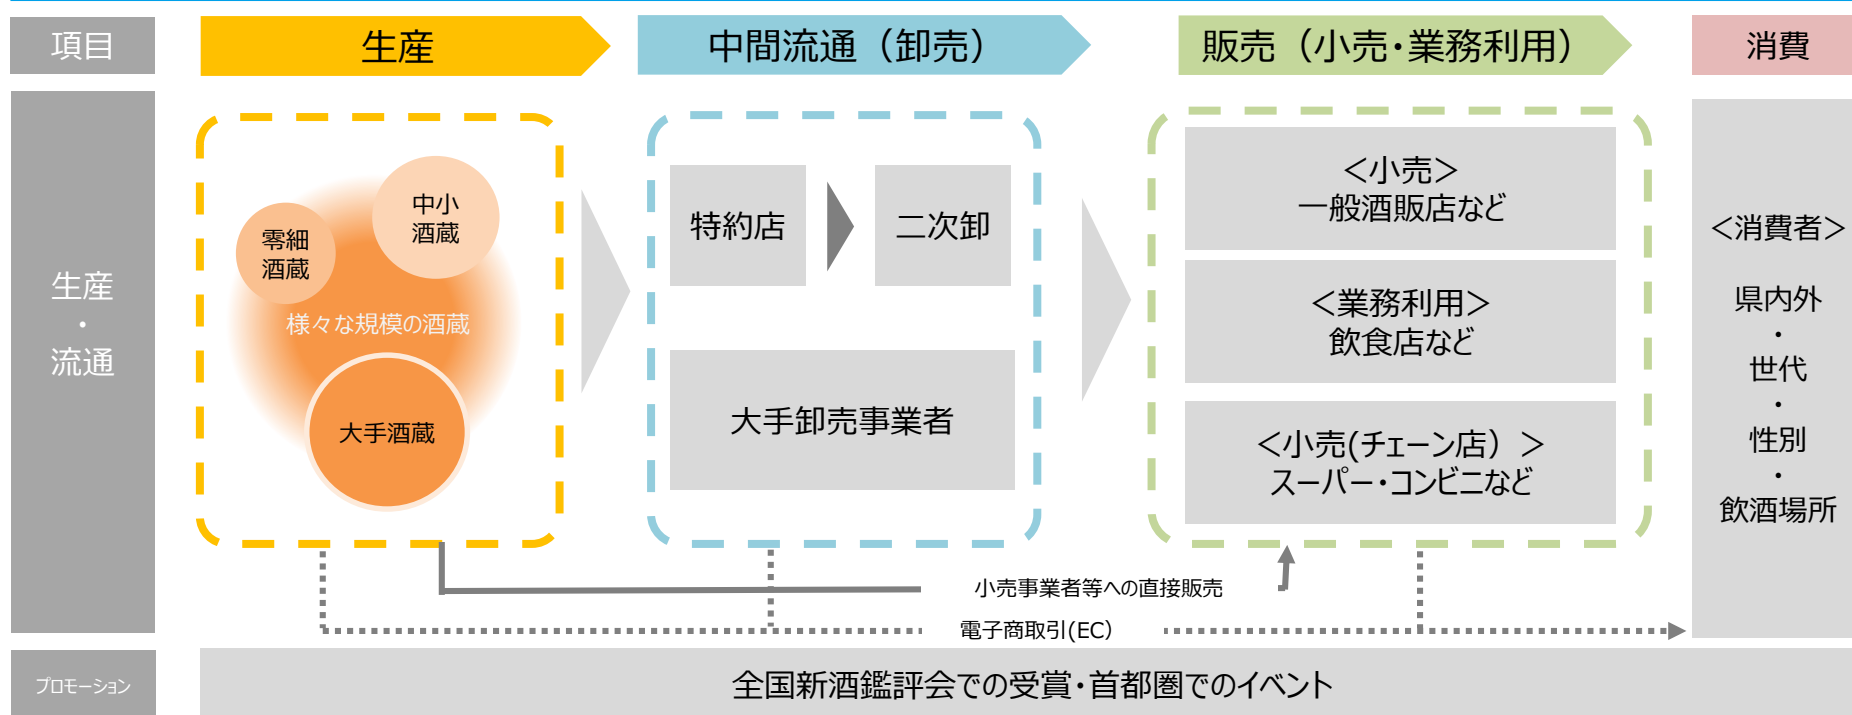 項目
生産
中間流通（卸売）
販売（小売・業務利用）
消費
生産
・
流通
零細
酒蔵
中小
酒蔵
様々な規模の酒蔵
大手酒蔵
特約店
二次卸
大手卸売事業者
＜小売＞
一般酒販店など
＜業務利用＞
飲食店など
＜小売(チェーン店）＞
スーパー・コンビニなど
＜消費者＞
県内外
・
世代
・
性別
・
飲酒場所
小売事業者等への直接販売
電子商取引(EC）
プロモーション
全国新酒鑑評会での受賞・首都圏でのイベント